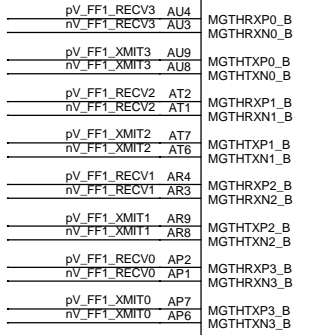 pV_FF1_RECV3 AU4 MGTHRXP0_B
nV_FF1_RECV3 AU3 MGTHRXN0_B
pV_FF1_XMIT3 AU9 MGTHTXP0_B
nV_FF1_XMIT3 AU8 MGTHTXN0_B
pV_FF1_RECV2 AT2 MGTHRXP1_B
nV_FF1_RECV2 AT1 MGTHRXN1_B
pV_FF1_XMIT2 AT7 MGTHTXP1_B
nV_FF1_XMIT2 AT6 MGTHTXN1_B
pV_FF1_RECV1 AR4 MGTHRXP2_B
nV_FF1_RECV1 AR3 MGTHRXN2_B
pV_FF1_XMIT1 AR9 MGTHTXP2_B
nV_FF1_XMIT1 AR8 MGTHTXN2_B
pV_FF1_RECV0 AP2 MGTHRXP3_B
nV_FF1_RECV0 AP1 MGTHRXN3_B
pV_FF1_XMIT0 AP7 MGTHTXP3_B
nV_FF1_XMIT0 AP6 MGTHTXN3_B